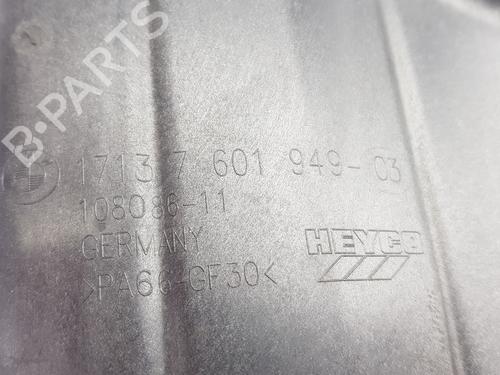 B-PARTS
1713 7 601 949-03
108086-11
GERMANY
HEYCO
>PA66-GF30<